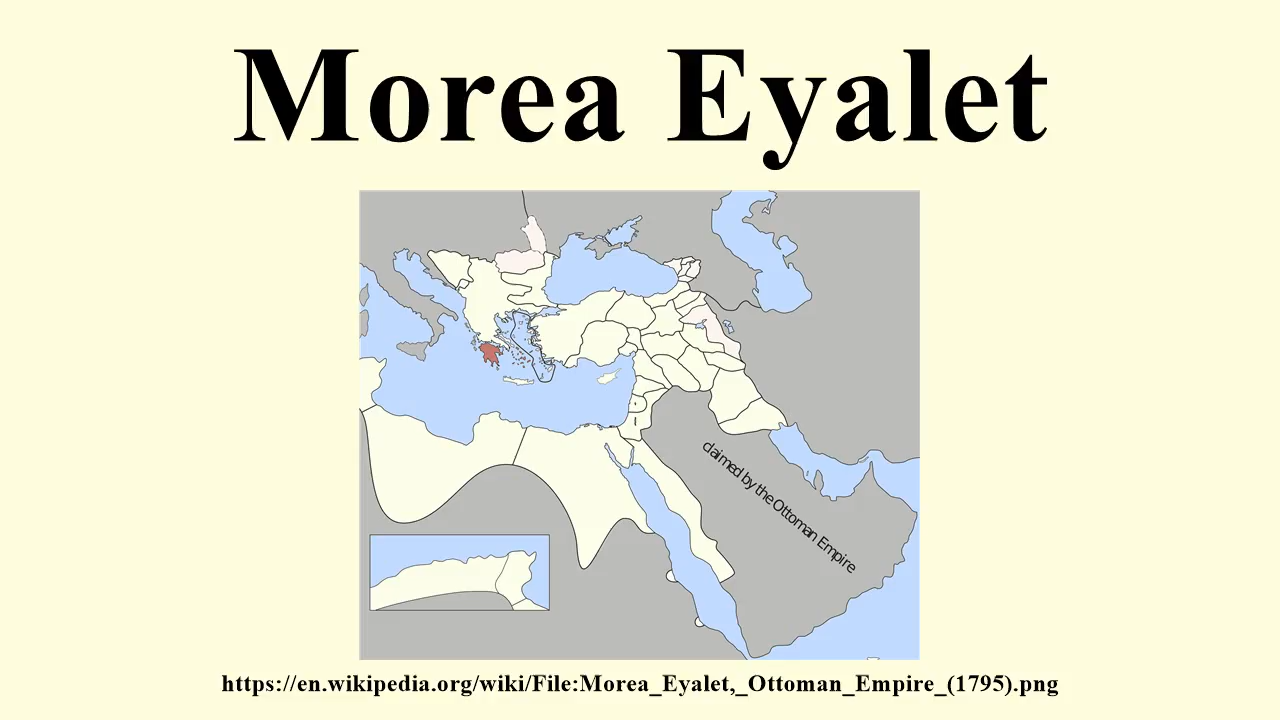 Morea Eyalet
claimed by the Ottoman Empire
https://en.wikipedia.org/wiki/File:Morea_Eyalet,_Ottoman_Empire_(1795).png